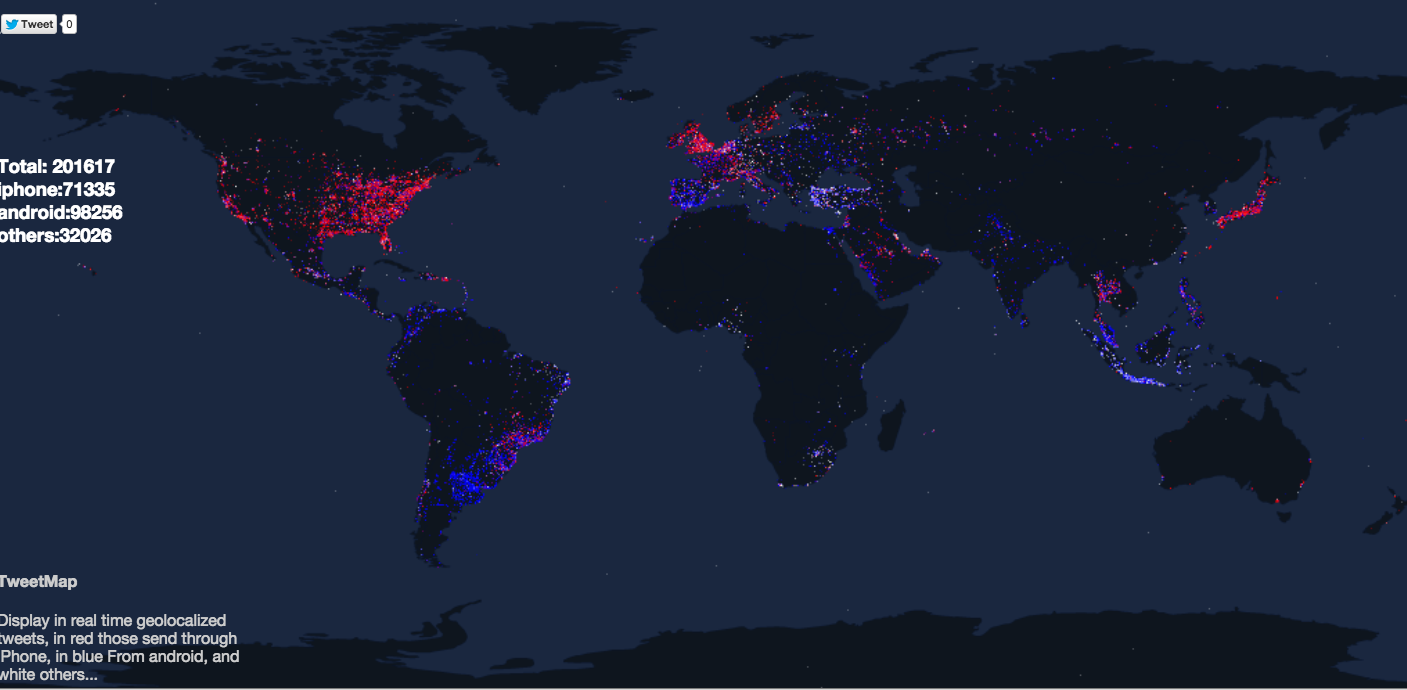 Tweet 0
Total: 201617
iphone:71335
android:98256
others:32026
TweetMap
Display in real time geolocalized
tweets, in red those send through
iPhone, in blue From android, and
white others...